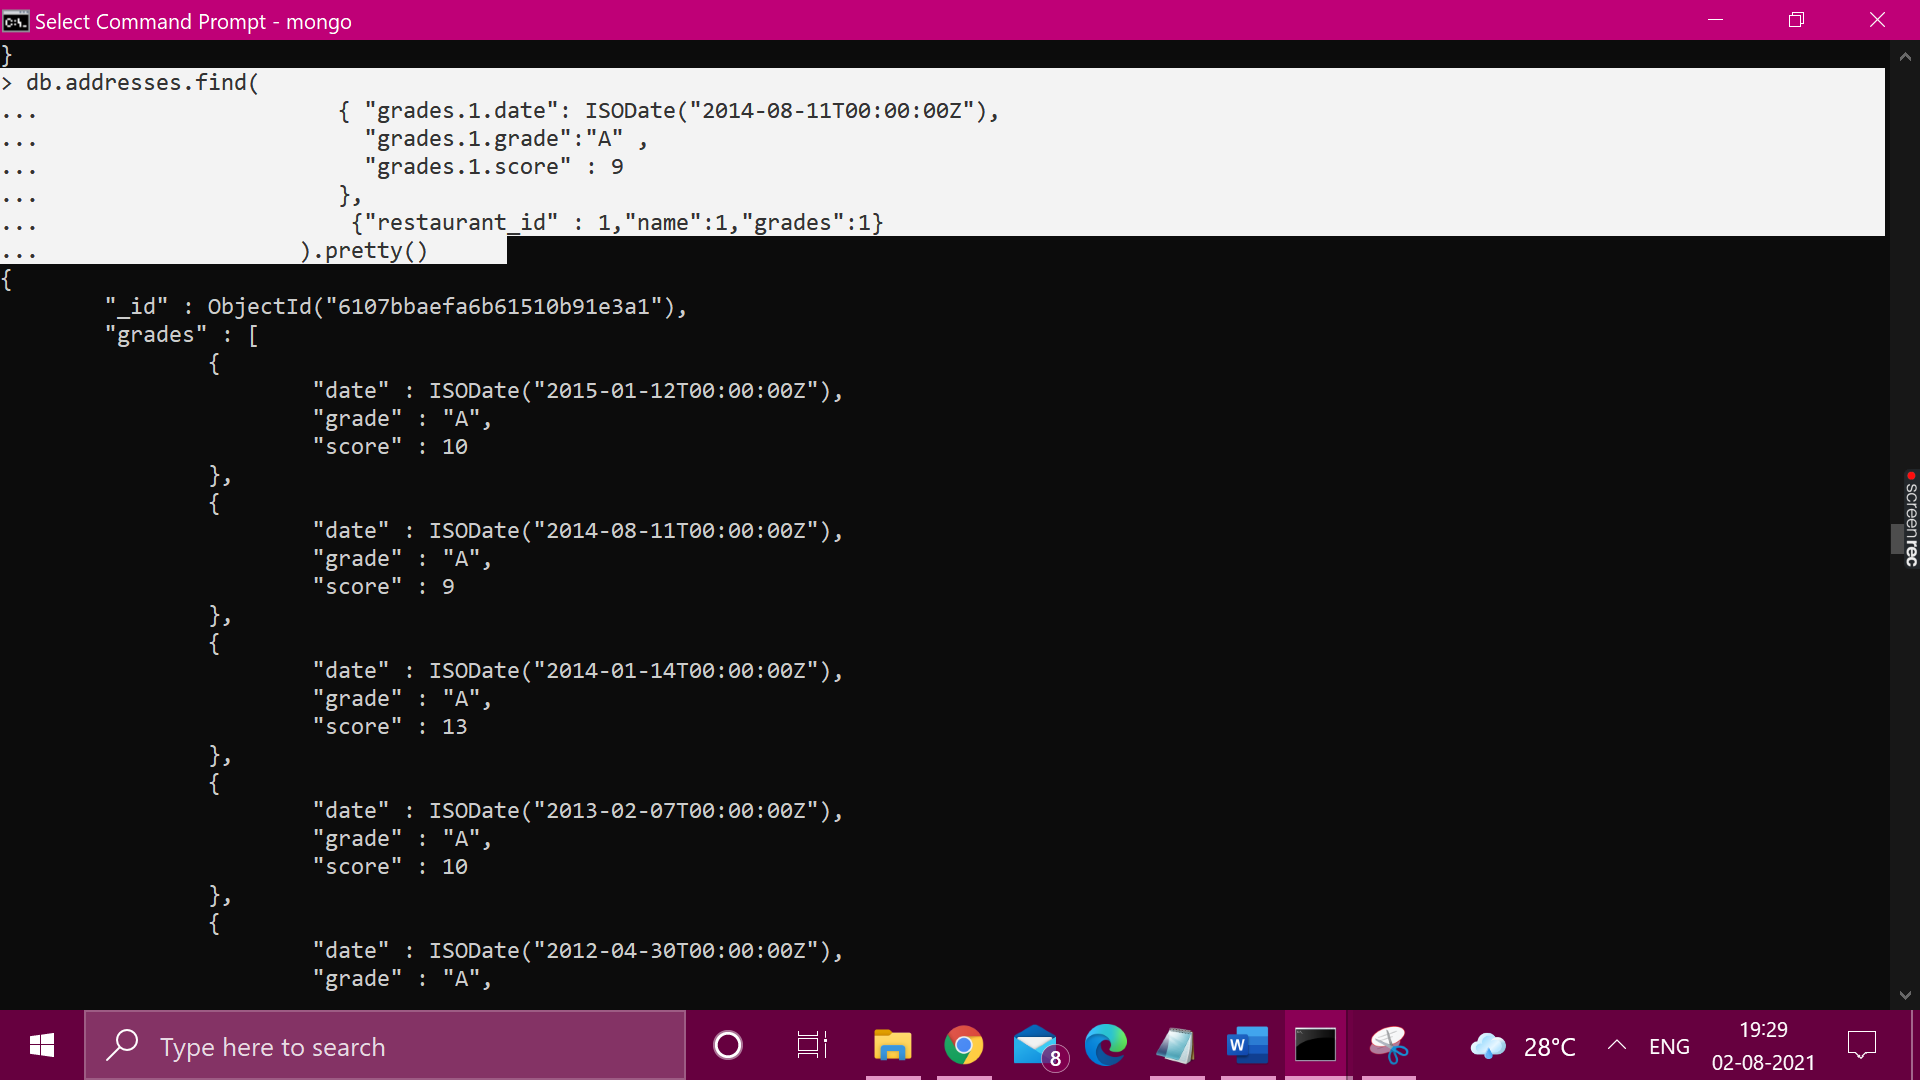 Select Command Prompt - mongo
}
> db.addresses.find(
... { "grades.1.date": ISODate("2014-08-11T00:00:00Z"),
... "grades.1.grade":"A" ,
... "grades.1.score" : 9
... },
... {"restaurant_id" : 1,"name":1,"grades":1}
... ).pretty()
{
"_id" : ObjectId("6107bbaefa6b61510b91e3a1"),
"grades" : [
{
"date" : ISODate("2015-01-12T00:00:00Z"),
"grade" : "A",
"score" : 10
},
{
"date" : ISODate("2014-08-11T00:00:00Z"),
"grade" : "A",
"score" : 9
},
{
"date" : ISODate("2014-01-14T00:00:00Z"),
"grade" : "A",
"score" : 13
},
{
"date" : ISODate("2013-02-07T00:00:00Z"),
"grade" : "A",
"score" : 10
},
{
"date" : ISODate("2012-04-30T00:00:00Z"),
"grade" : "A",
screenrec
Type here to search
8
W
28°C
ENG
19:29
02-08-2021